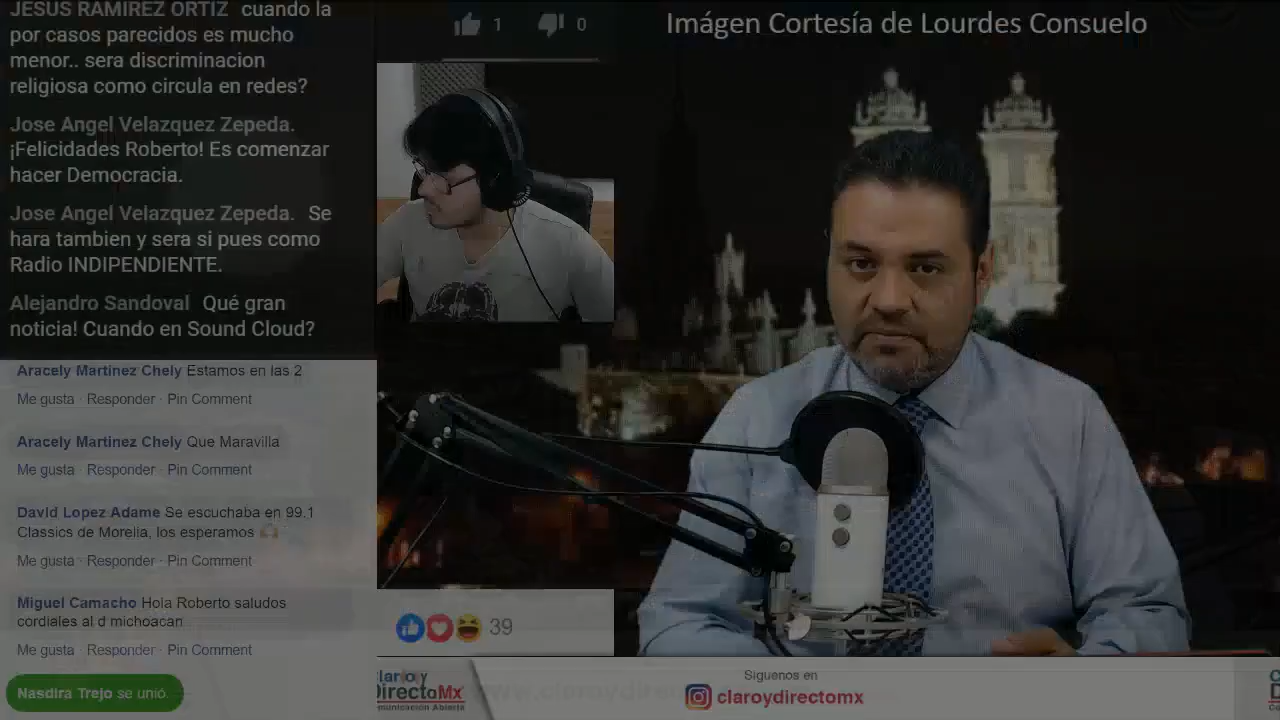 JESUS RAMIREZ ORTIZ cuando la
por casos parecidos es mucho
menor.. sera discriminacion
religiosa como circula en redes?
Jose Angel Velazquez Zepeda.
¡Felicidades Roberto! Es comenzar
hacer Democracia.
Jose Angel Velazquez Zepeda. Se
hara tambien y sera si pues como
Radio INDIPENDIENTE.
Alejandro Sandoval Qué gran
noticia! Cuando en Sound Cloud?
Aracely Martinez Chely Estamos en las 2
Me gusta · Responder · Pin Comment
Aracely Martinez Chely Que Maravilla
Me gusta · Responder · Pin Comment
David Lopez Adame Se escuchaba en 99.1
Classics de Morelia, los esperamos
Me gusta · Responder · Pin Comment
Miguel Camacho Hola Roberto saludos
cordiales al d michoacan
Me gusta · Responder · Pin Comment
Nasdira Trejo se unió.
1 0
Imágen Cortesía de Lourdes Consuelo
39
Claro y
DirectoMx
Comunicación Abierta
www.claroydirec
Siguenos en
claroydirectomx